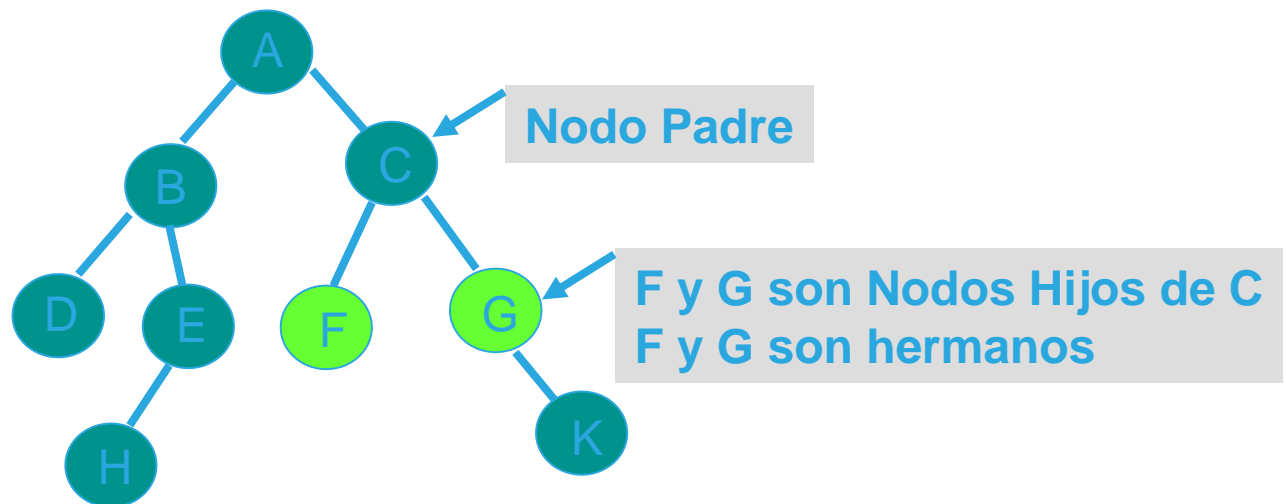 A
Nodo Padre
C
B
F y G son Nodos Hijos de C
F y G son hermanos
D
E
F
G
K
H